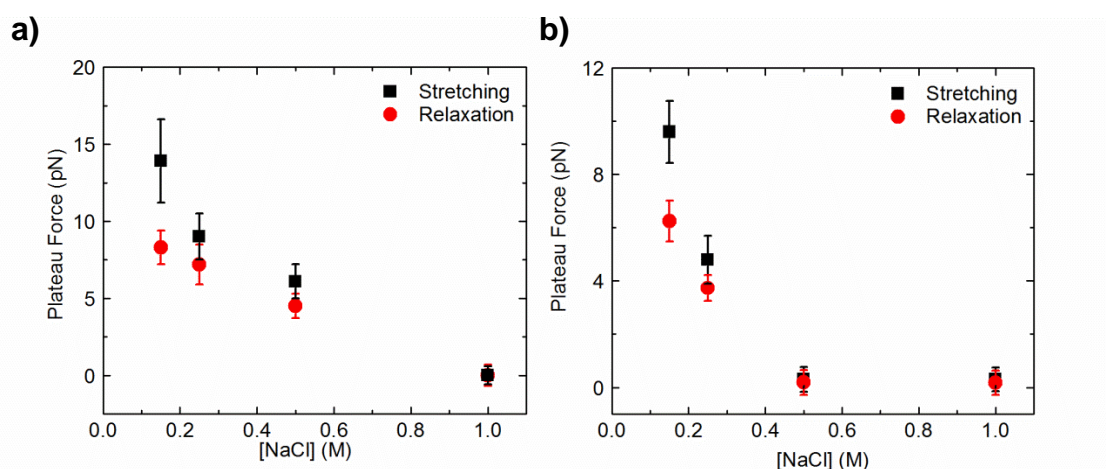 a)
20
15
10
5
0
Plateau Force (pN)
Stretching
Relaxation
0.0 0.2 0.4 0.6 0.8 1.0
[NaCl] (M)
b)
12
8
4
0
Plateau Force (pN)
Stretching
Relaxation
0.0 0.2 0.4 0.6 0.8 1.0
[NaCl] (M)